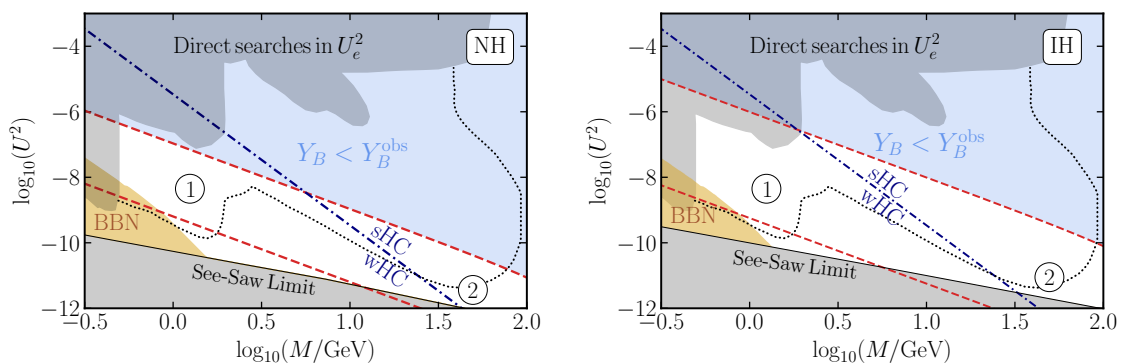 Direct searches in $U_e^2$
NH
$Y_B < Y_B^{\mathrm{obs}}$
1
BBN
sHC
wHC
See-Saw Limit
2
−4
−6
−8
−10
−12
$\log_{10}(U^2)$
−0.5 0.0 0.5 1.0 1.5 2.0
$\log_{10}(M/\mathrm{GeV})$
Direct searches in $U_e^2$
IH
$Y_B < Y_B^{\mathrm{obs}}$
1
sHC
wHC
BBN
See-Saw Limit
2
−4
−6
−8
−10
−12
$\log_{10}(U^2)$
−0.5 0.0 0.5 1.0 1.5 2.0
$\log_{10}(M/\mathrm{GeV})$